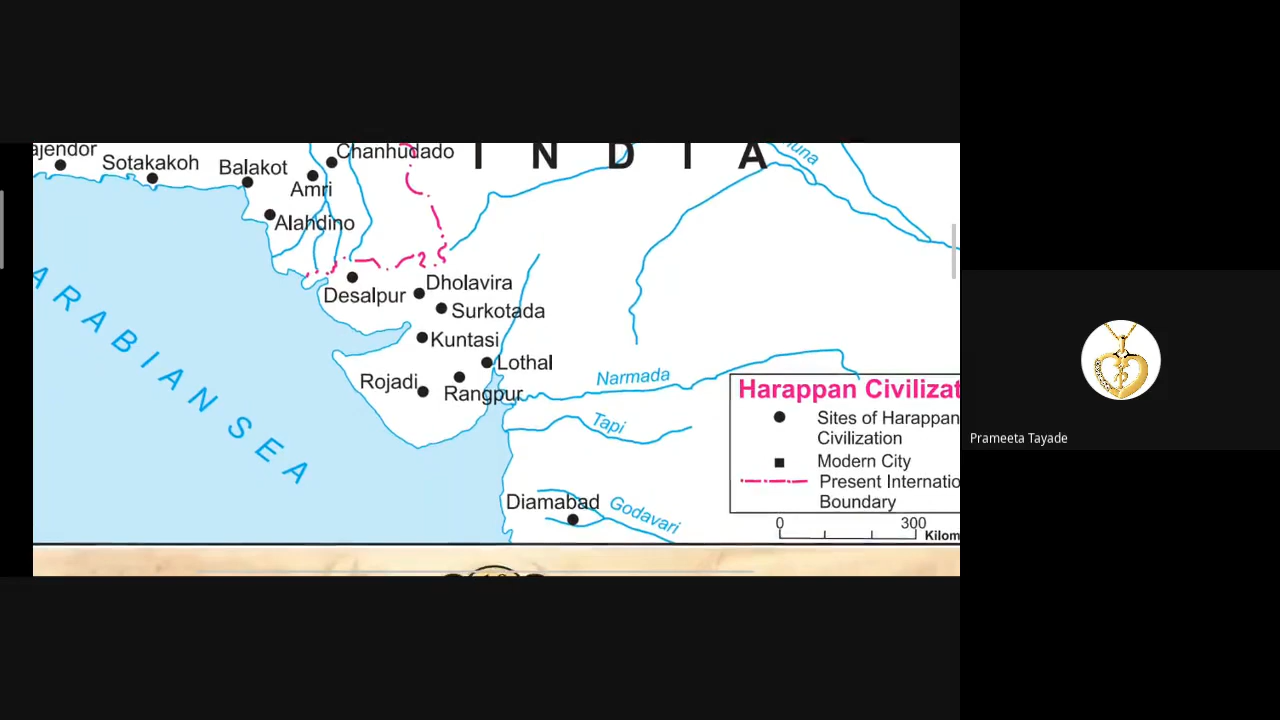 ajendor
Sotakakoh
Balakot
Chanhudado
Amri
Alahdino
I N D I A
una
Desalpur
Dholavira
Surkotada
Kuntasi
Lothal
Rojadi
Rangpur
ARABIAN SEA
Narmada
Tapi
Diamabad
Godavari
Harappan Civilizat
Sites of Harappan
Civilization
Modern City
Present Internatio
Boundary
0 300
Kilom
Prameeta Tayade